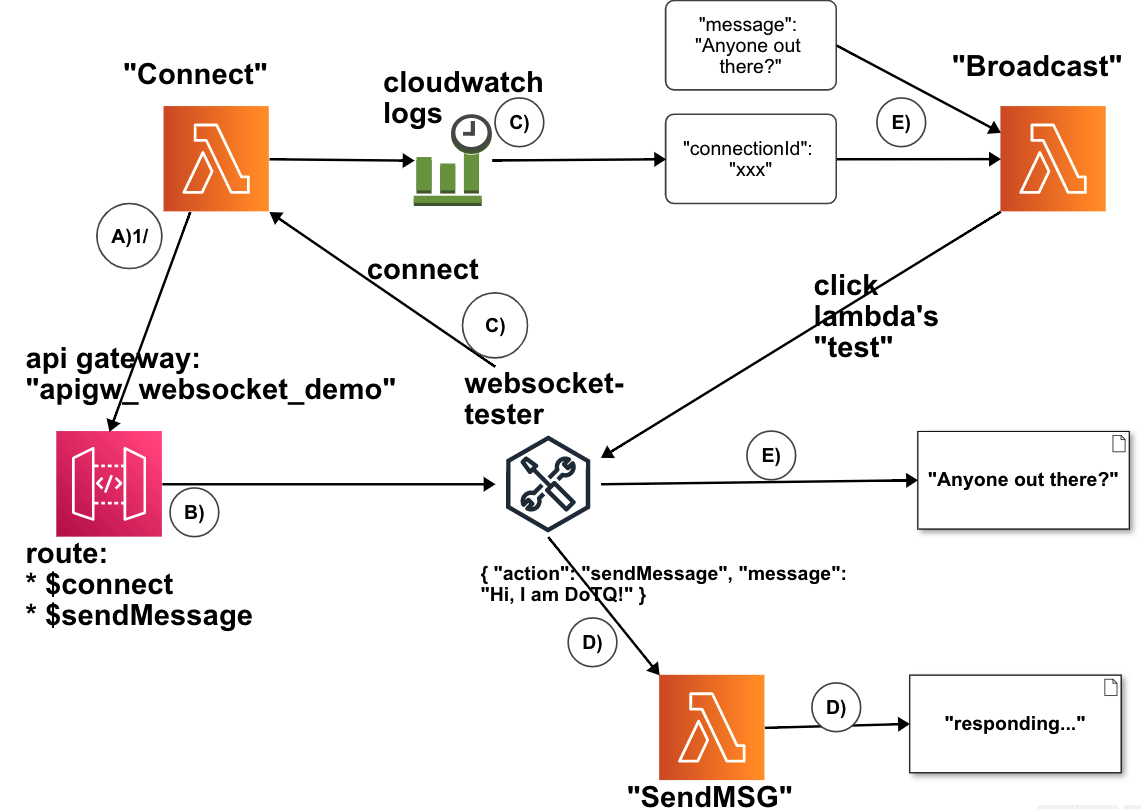 "message":
"Anyone out
there?"
"Connect"
"Broadcast"
cloudwatch
logs
C)
E)
"connectionId":
"xxx"
A)1/
connect
click
lambda's
"test"
C)
api gateway:
"apigw_websocket_demo"
websocket-
tester
E)
"Anyone out there?"
</>
B)
route:
* $connect
* $sendMessage
{ "action": "sendMessage", "message":
"Hi, I am DoTQ!" }
D)
D)
"responding..."
"SendMSG"